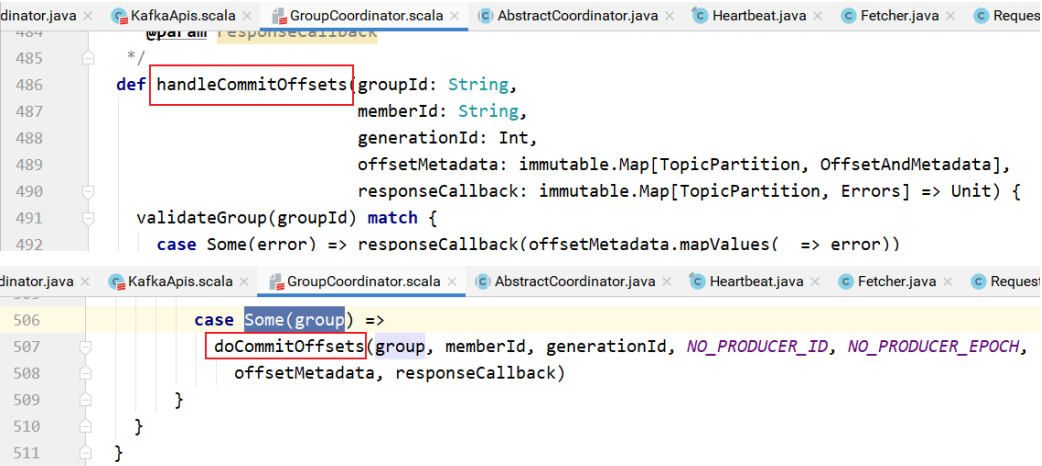 dinator.java × KafkaApis.scala × GroupCoordinator.scala × AbstractCoordinator.java × Heartbeat.java × Fetcher.java × Reques
484 @param responseCallback
485 */
486 def handleCommitOffsets(groupId: String,
487 memberId: String,
488 generationId: Int,
489 offsetMetadata: immutable.Map[TopicPartition, OffsetAndMetadata],
490 responseCallback: immutable.Map[TopicPartition, Errors] => Unit) {
491 validateGroup(groupId) match {
492 case Some(error) => responseCallback(offsetMetadata.mapValues(_ => error))
dinator.java × KafkaApis.scala × GroupCoordinator.scala × AbstractCoordinator.java × Heartbeat.java × Fetcher.java × Request
506 case Some(group) =>
507 doCommitOffsets(group, memberId, generationId, NO_PRODUCER_ID, NO_PRODUCER_EPOCH,
508 offsetMetadata, responseCallback)
509 }
510 }
511 }